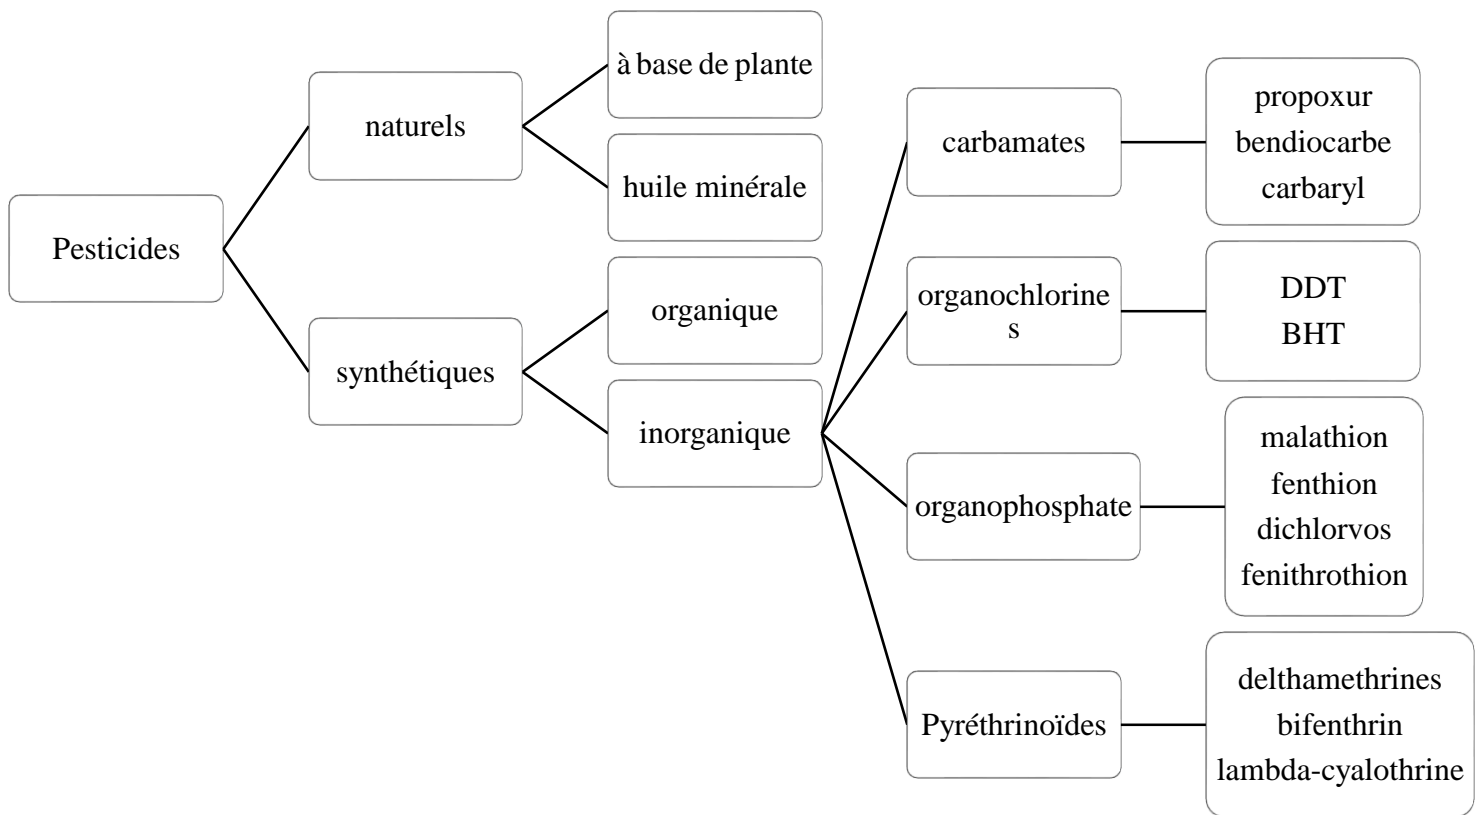 Pesticides
naturels
à base de plante
huile minérale
synthétiques
organique
inorganique
carbamates
propoxur
bendiocarbe
carbaryl
organochlorine
s
DDT
BHT
organophosphate
malathion
fenthion
dichlorvos
fenithrothion
Pyréthrinoïdes
delthamethrines
bifenthrin
lambda-cyalothrine